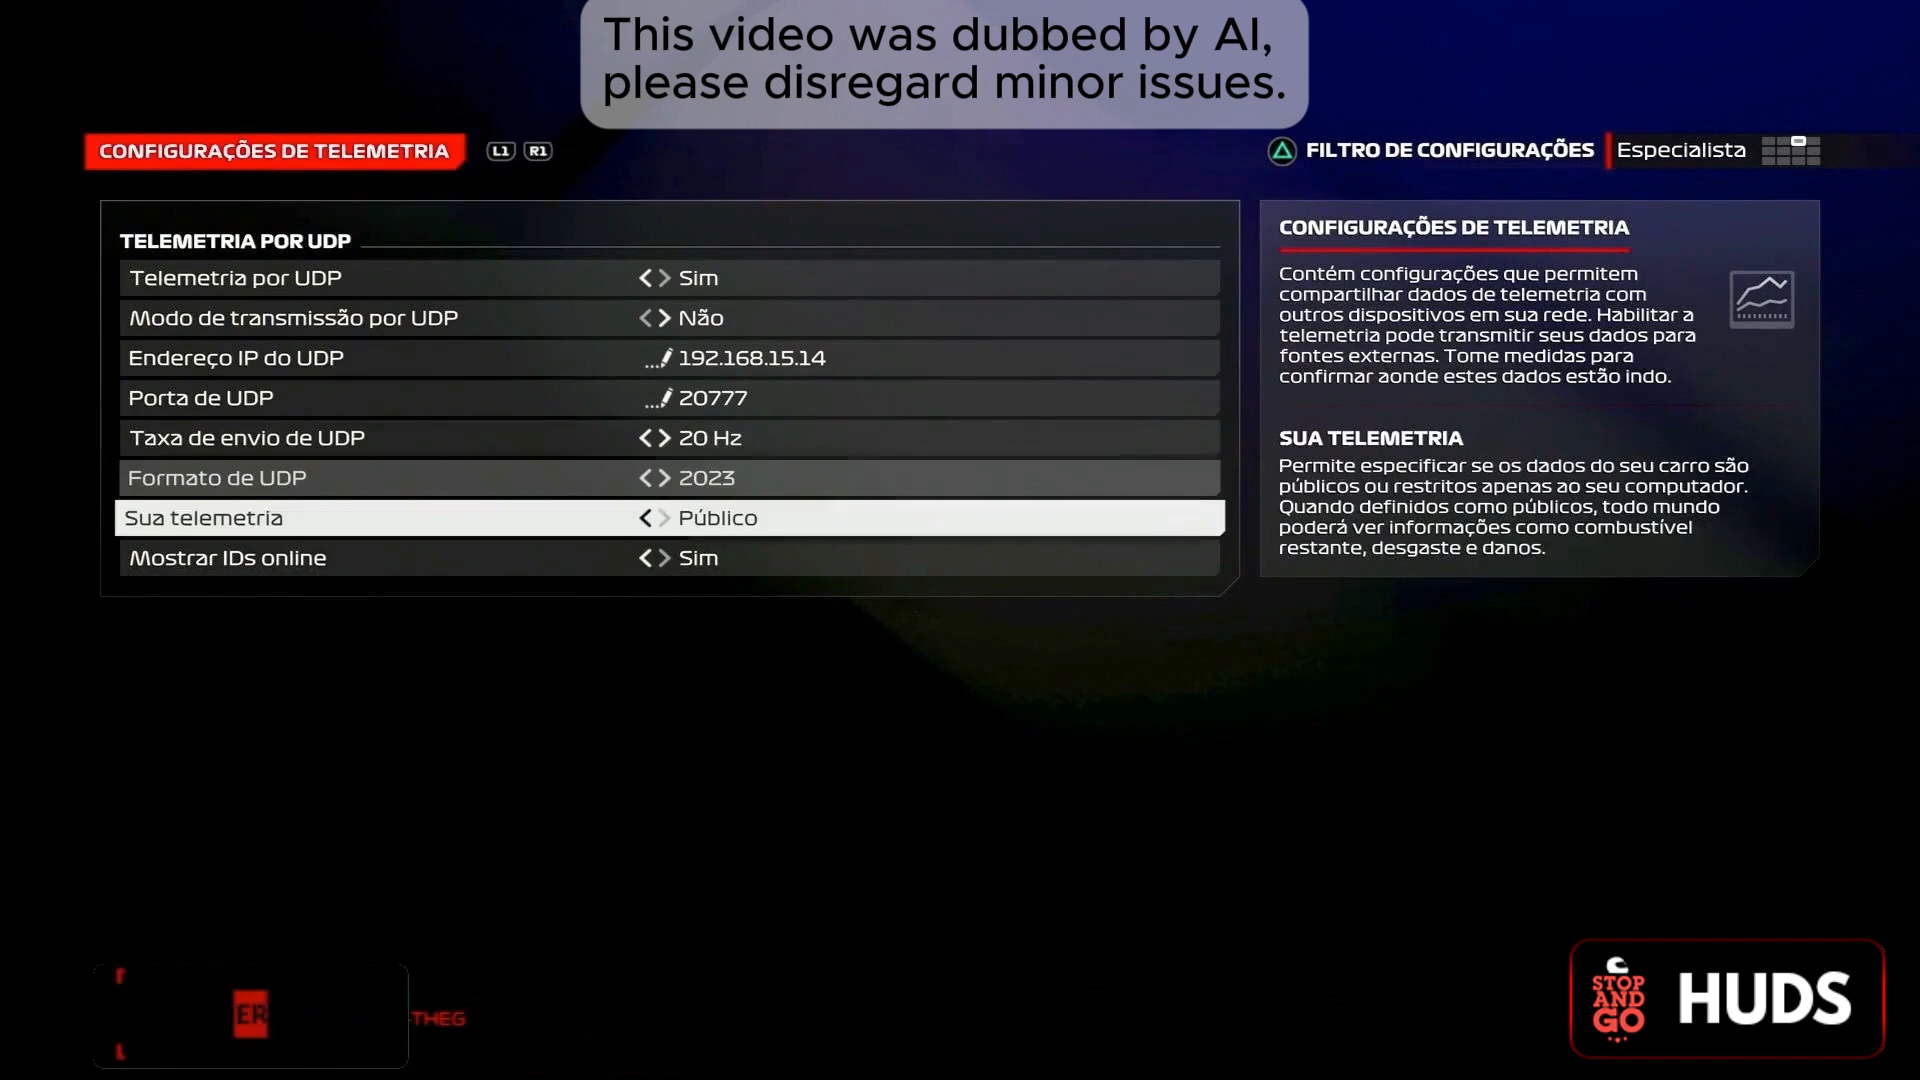 This video was dubbed by AI,
please disregard minor issues.
CONFIGURAÇÕES DE TELEMETRIA L1 R1
FILTRO DE CONFIGURAÇÕES Especialista
TELEMETRIA POR UDP
Telemetria por UDP Sim
Modo de transmissão por UDP Não
Endereço IP do UDP 192.168.15.14
Porta de UDP 20777
Taxa de envio de UDP 20 Hz
Formato de UDP 2023
Sua telemetria Público
Mostrar IDs online Sim
CONFIGURAÇÕES DE TELEMETRIA
Contém configurações que permitem
compartilhar dados de telemetria com
outros dispositivos em sua rede. Habilitar a
telemetria pode transmitir seus dados para
fontes externas. Tome medidas para
confirmar aonde estes dados estão indo.
SUA TELEMETRIA
Permite especificar se os dados do seu carro são
públicos ou restritos apenas ao seu computador.
Quando definidos como públicos, todo mundo
poderá ver informações como combustível
restante, desgaste e danos.
ER
-THEG
STOP
AND
GO
HUDS